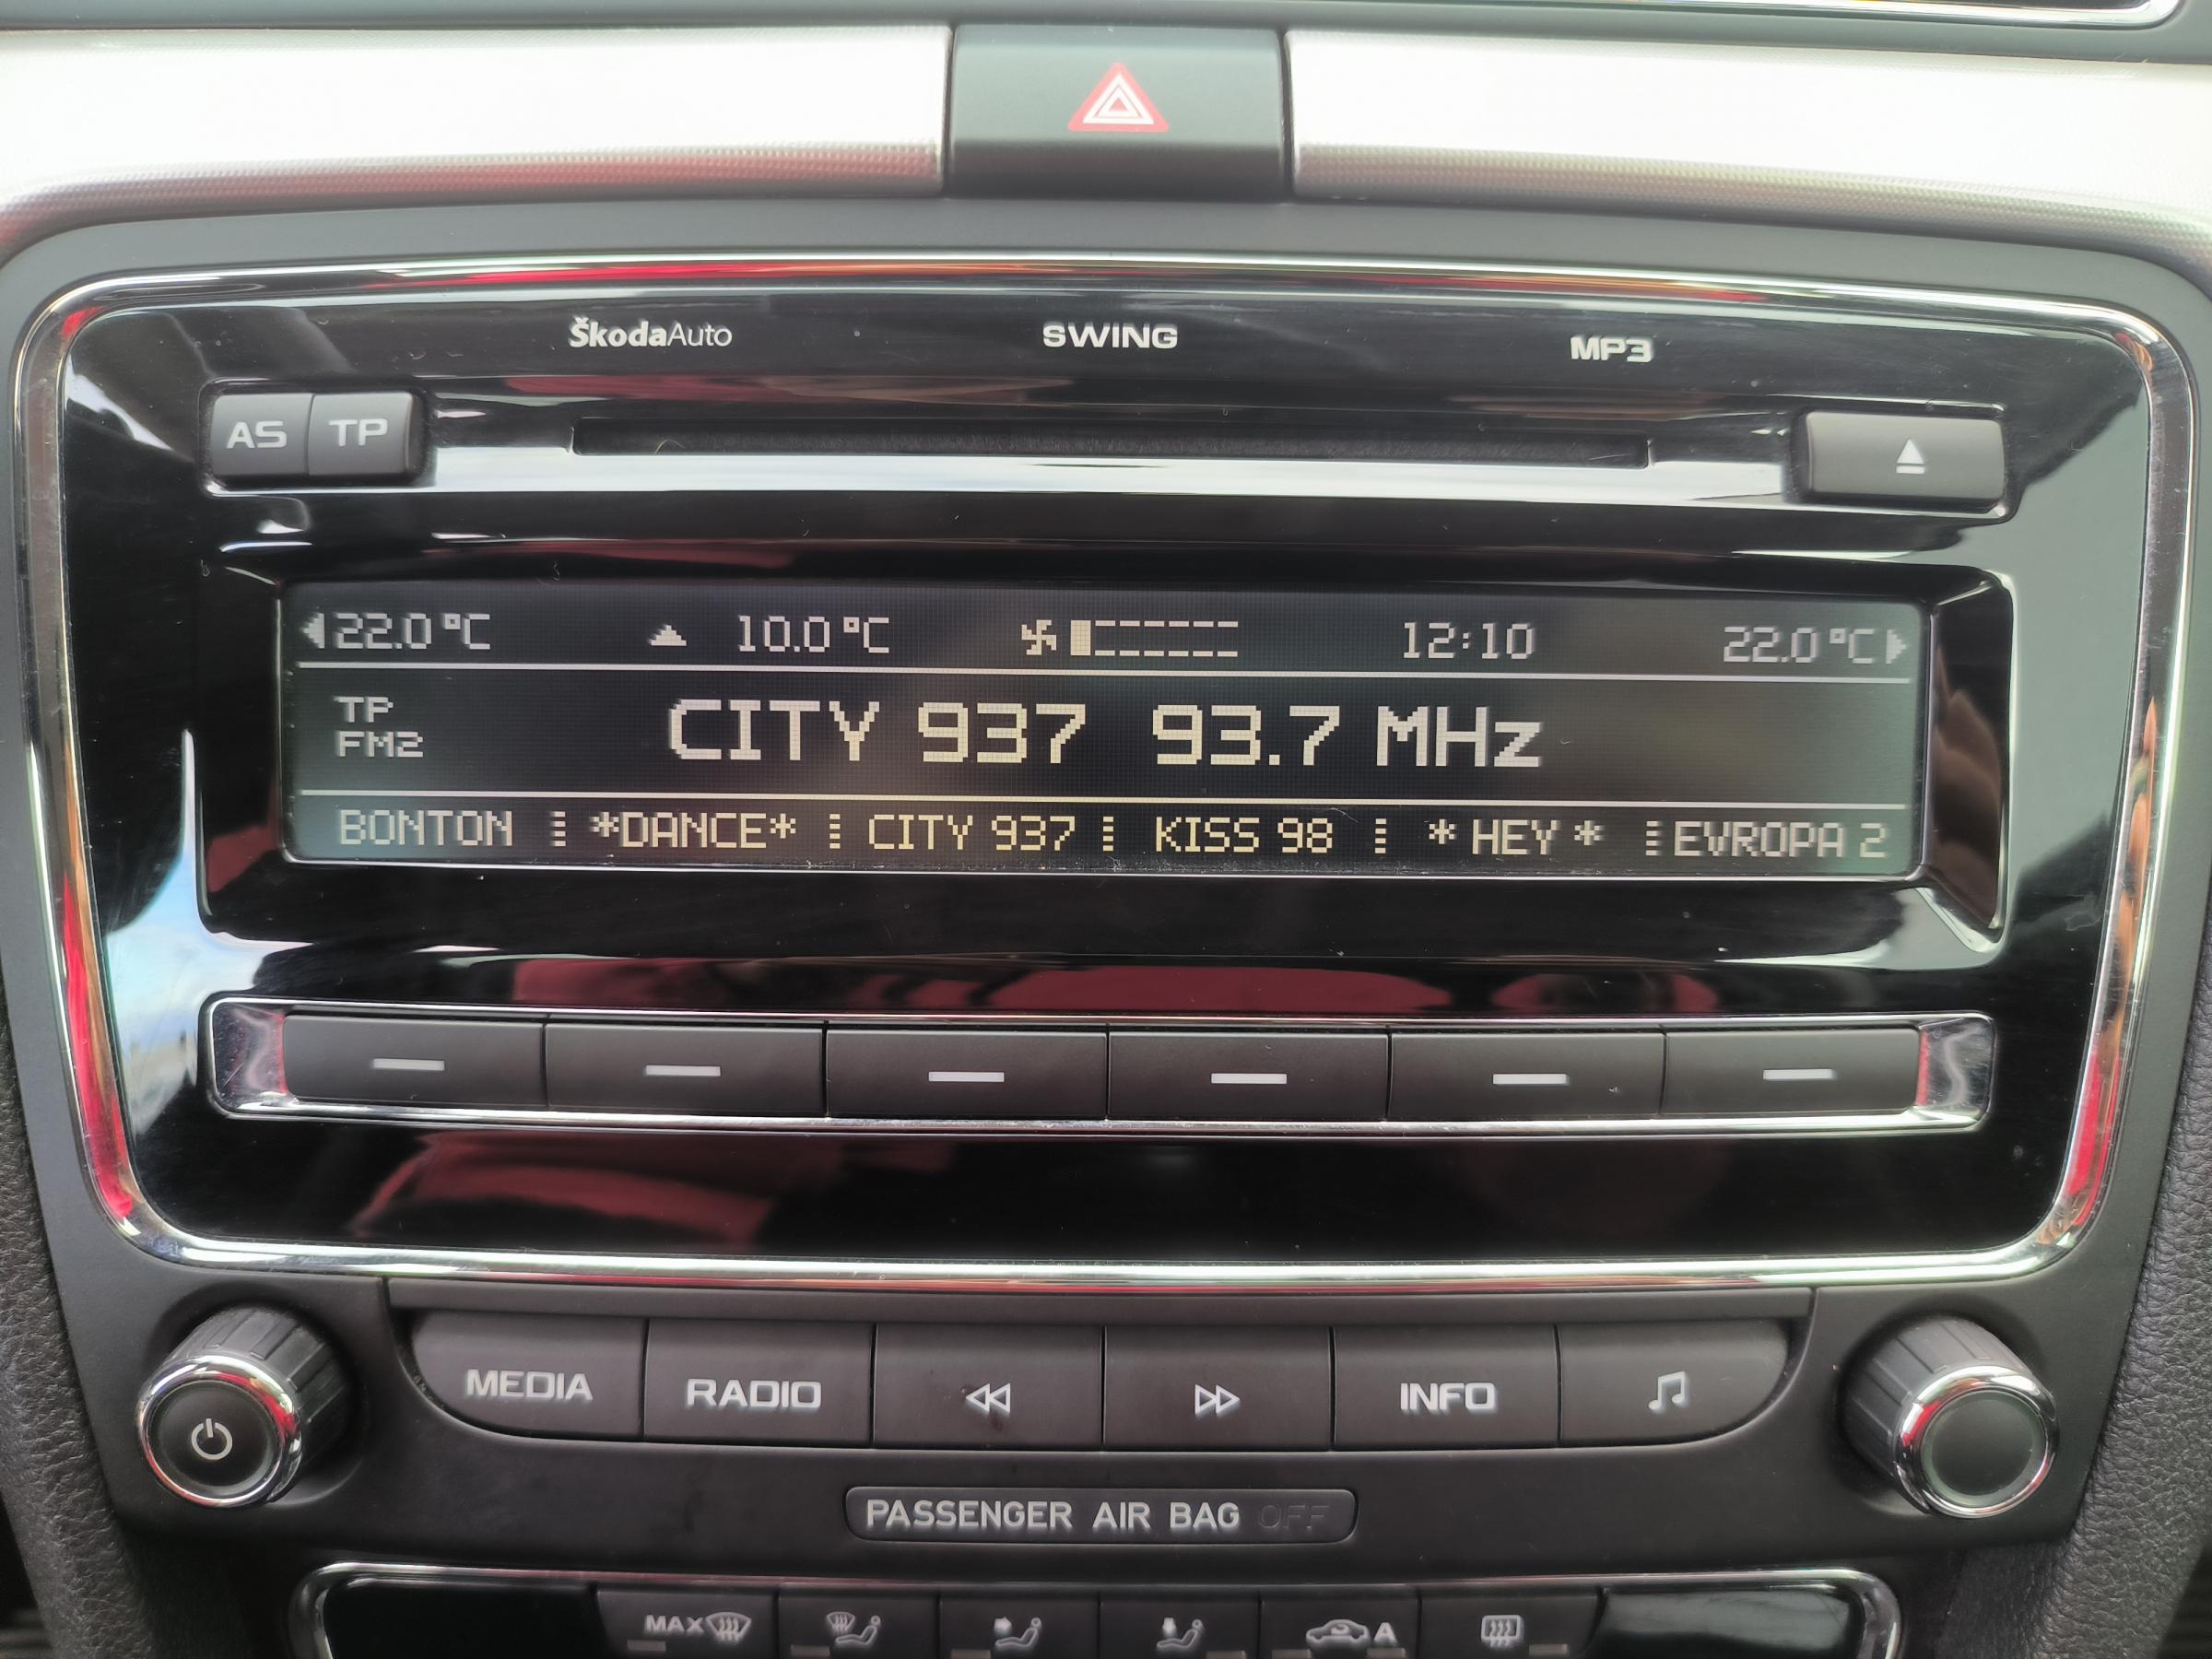 ŠkodaAuto SWING MP3
AS TP
22.0°C 10.0°C 12:10 22.0°C
TP
FM2
CITY 937 93.7 MHz
BONTON *DANCE* CITY 937 KISS 98 * HEY * EVROPA 2
MEDIA RADIO INFO
PASSENGER AIR BAG OFF
MAX A